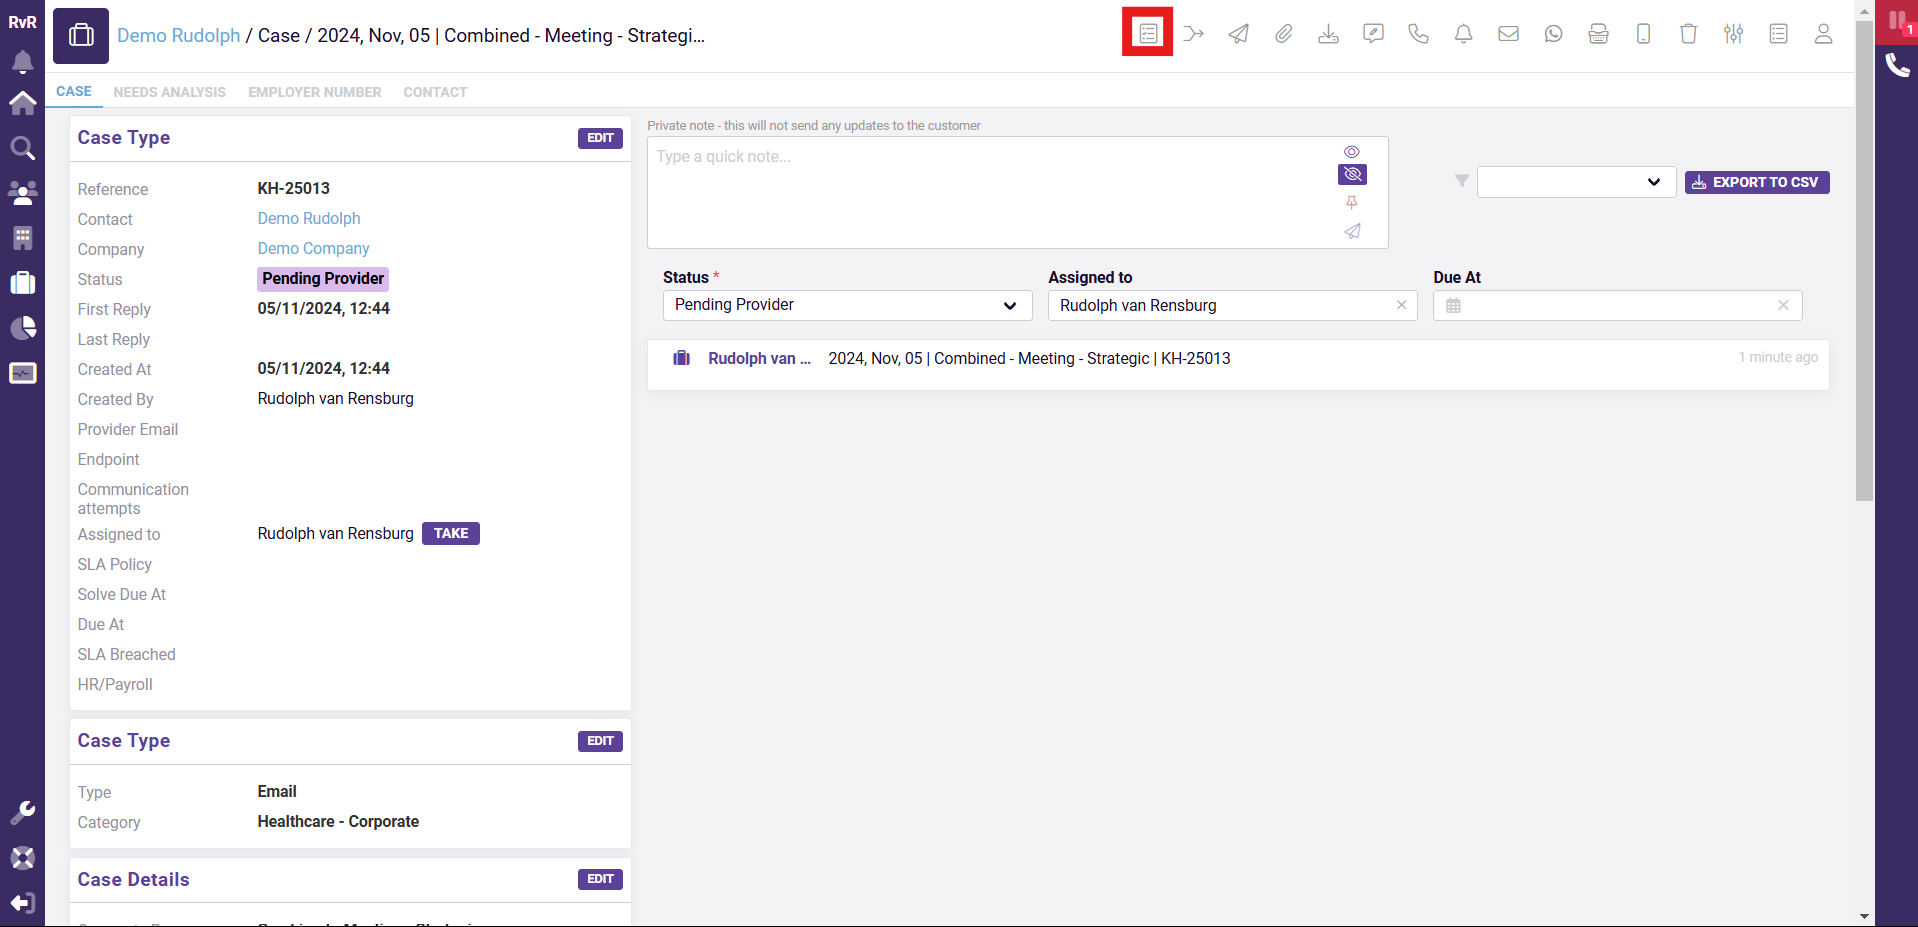 RvR
Demo Rudolph / Case / 2024, Nov, 05 | Combined - Meeting - Strategi...
1
CASE NEEDS ANALYSIS EMPLOYER NUMBER CONTACT
Case Type EDIT
Reference KH-25013
Contact Demo Rudolph
Company Demo Company
Status Pending Provider
First Reply 05/11/2024, 12:44
Last Reply
Created At 05/11/2024, 12:44
Created By Rudolph van Rensburg
Provider Email
Endpoint
Communication
attempts
Assigned to Rudolph van Rensburg TAKE
SLA Policy
Solve Due At
Due At
SLA Breached
HR/Payroll
Case Type EDIT
Type Email
Category Healthcare - Corporate
Case Details EDIT
Private note - this will not send any updates to the customer
Type a quick note...
EXPORT TO CSV
Status * Assigned to Due At
Pending Provider Rudolph van Rensburg
Rudolph van ... 2024, Nov, 05 | Combined - Meeting - Strategic | KH-25013 1 minute ago